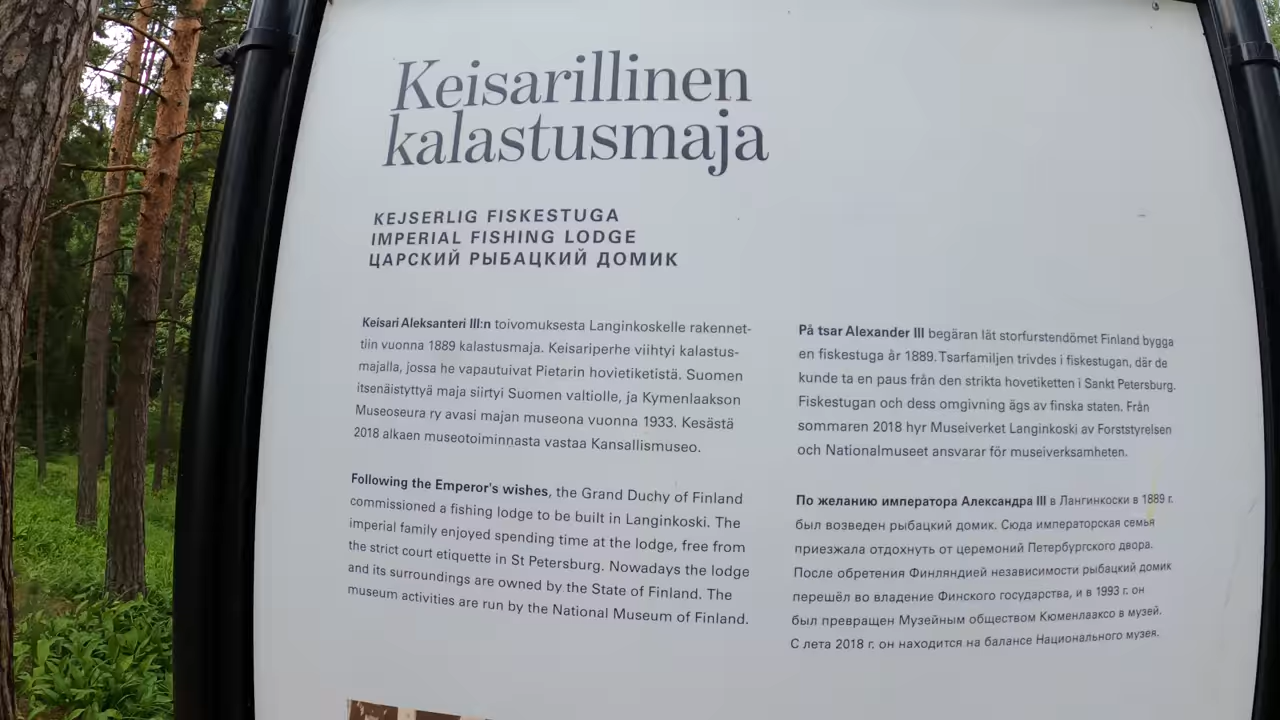 Keisarillinen
kalastusmaja
KEJSERLIG FISKESTUGA
IMPERIAL FISHING LODGE
ЦАРСКИЙ РЫБАЦКИЙ ДОМИК
Keisari Aleksanteri III:n toivomuksesta Langinkoskelle rakennet-
tiin vuonna 1889 kalastusmaja. Keisariperhe viihtyi kalastus-
majalla, jossa he vapautuivat Pietarin hovietiketistä. Suomen
itsenäistyttyä maja siirtyi Suomen valtiolle, ja Kymenlaakson
Museoseura ry avasi majan museona vuonna 1933. Kesästä
2018 alkaen museotoiminnasta vastaa Kansallismuseo.
Following the Emperor's wishes, the Grand Duchy of Finland
commissioned a fishing lodge to be built in Langinkoski. The
imperial family enjoyed spending time at the lodge, free from
the strict court etiquette in St Petersburg. Nowadays the lodge
and its surroundings are owned by the State of Finland. The
museum activities are run by the National Museum of Finland.
På tsar Alexander III begäran lät storfurstendömet Finland bygga
en fiskestuga år 1889. Tsarfamiljen trivdes i fiskestugan, där de
kunde ta en paus från den strikta hovetiketten i Sankt Petersburg.
Fiskestugan och dess omgivning ägs av finska staten. Från
sommaren 2018 hyr Museiverket Langinkoski av Forststyrelsen
och Nationalmuseet ansvarar för museiverksamheten.
По желанию императора Александра III в Лангинкоски в 1889 г.
был возведен рыбацкий домик. Сюда императорская семья
приезжала отдохнуть от церемоний Петербургского двора.
После обретения Финляндией независимости рыбацкий домик
перешёл во владение Финского государства, и в 1993 г. он
был превращен Музейным обществом Кюменлааксо в музей.
С лета 2018 г. он находится на балансе Национального музея.